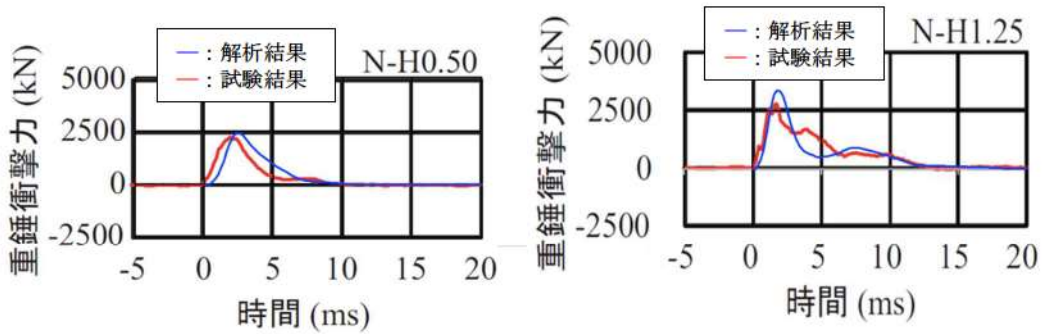 ― : 解析結果
― : 試験結果
N-H0.50
5000
2500
0
-2500
重錘衝撃力 (kN)
-5 0 5 10 15 20
時間 (ms)
― : 解析結果
― : 試験結果
N-H1.25
5000
2500
0
-2500
重錘衝撃力 (kN)
-5 0 5 10 15 20
時間 (ms)